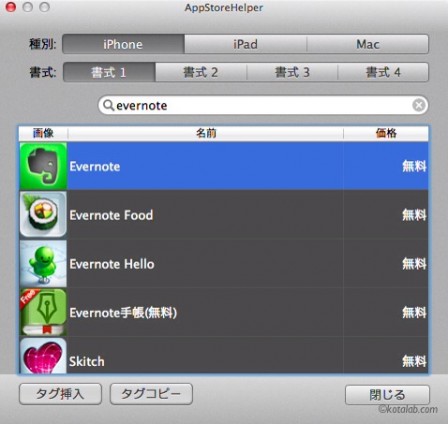 AppStoreHelper
種別: iPhone iPad Mac
書式: 書式 1 書式 2 書式 3 書式 4
evernote
画像 名前 価格
Evernote 無料
Evernote Food 無料
Evernote Hello 無料
Free
Evernote手帳(無料) 無料
Skitch 無料
タグ挿入 タグコピー 閉じる
©kotalab.com